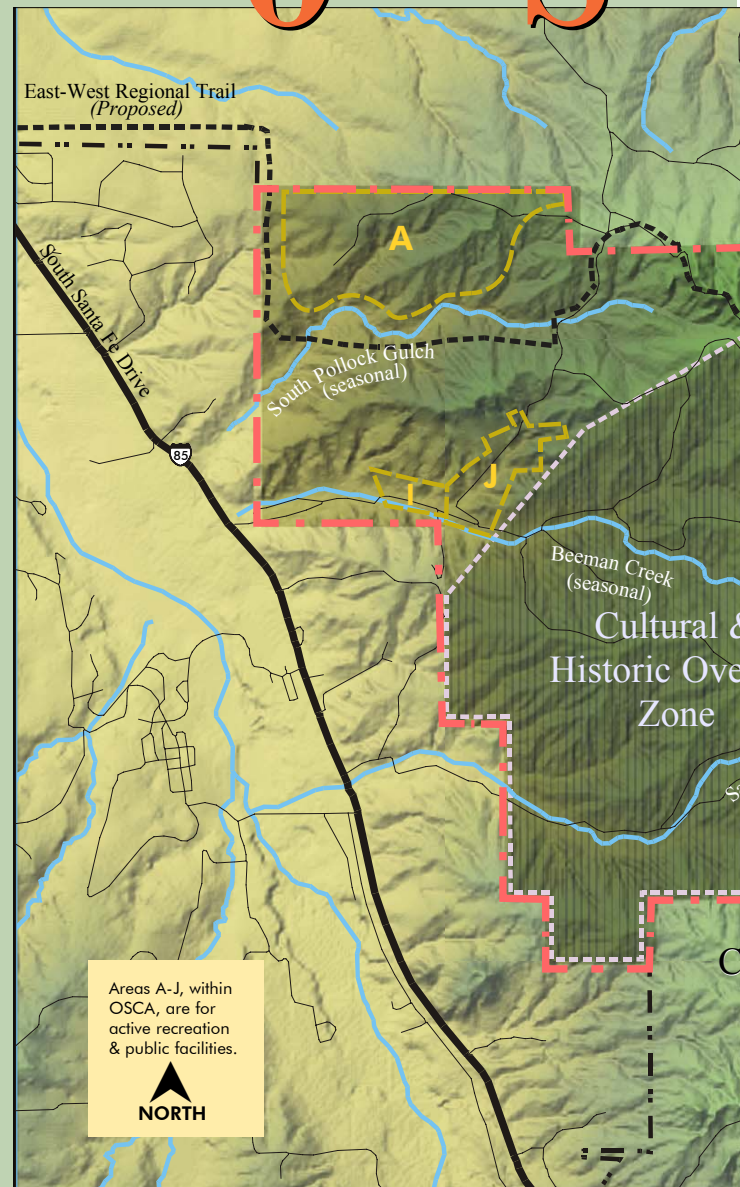 East-West Regional Trail
(Proposed)
A
South Santa Fe Drive
South Pollock Gulch
(seasonal)
85
I
J
Beeman Creek
(seasonal)
Cultural &
Historic Ove
Zone
S
C
Areas A-J, within
OSCA, are for
active recreation
& public facilities.
NORTH